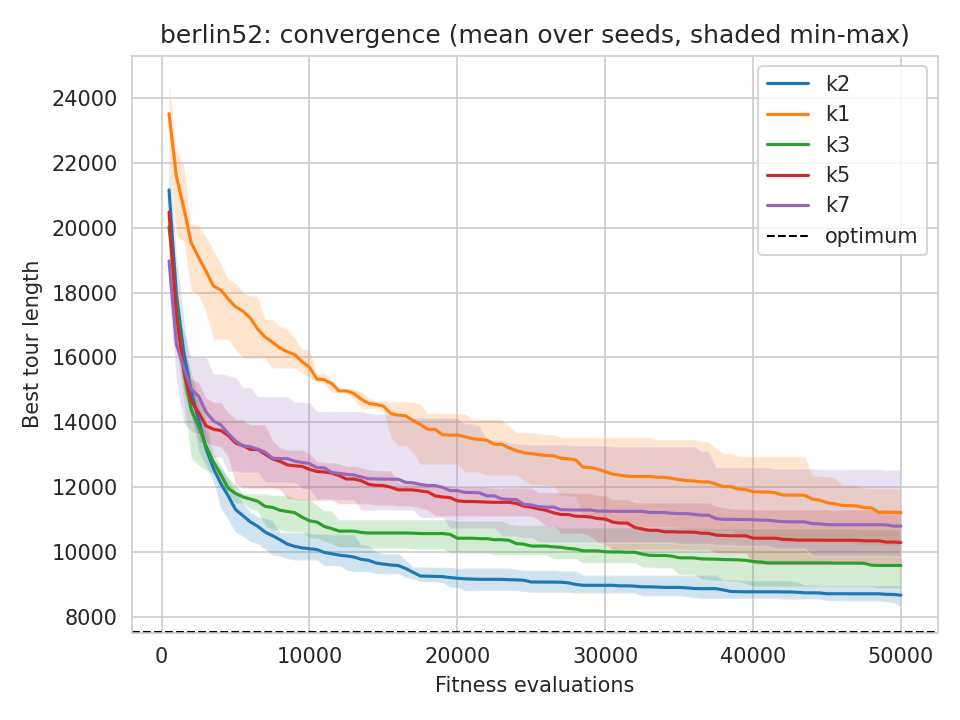 berlin52: convergence (mean over seeds, shaded min-max)
k2
k1
k3
k5
k7
optimum
Best tour length
24000
22000
20000
18000
16000
14000
12000
10000
8000
0
10000
20000
30000
40000
50000
Fitness evaluations